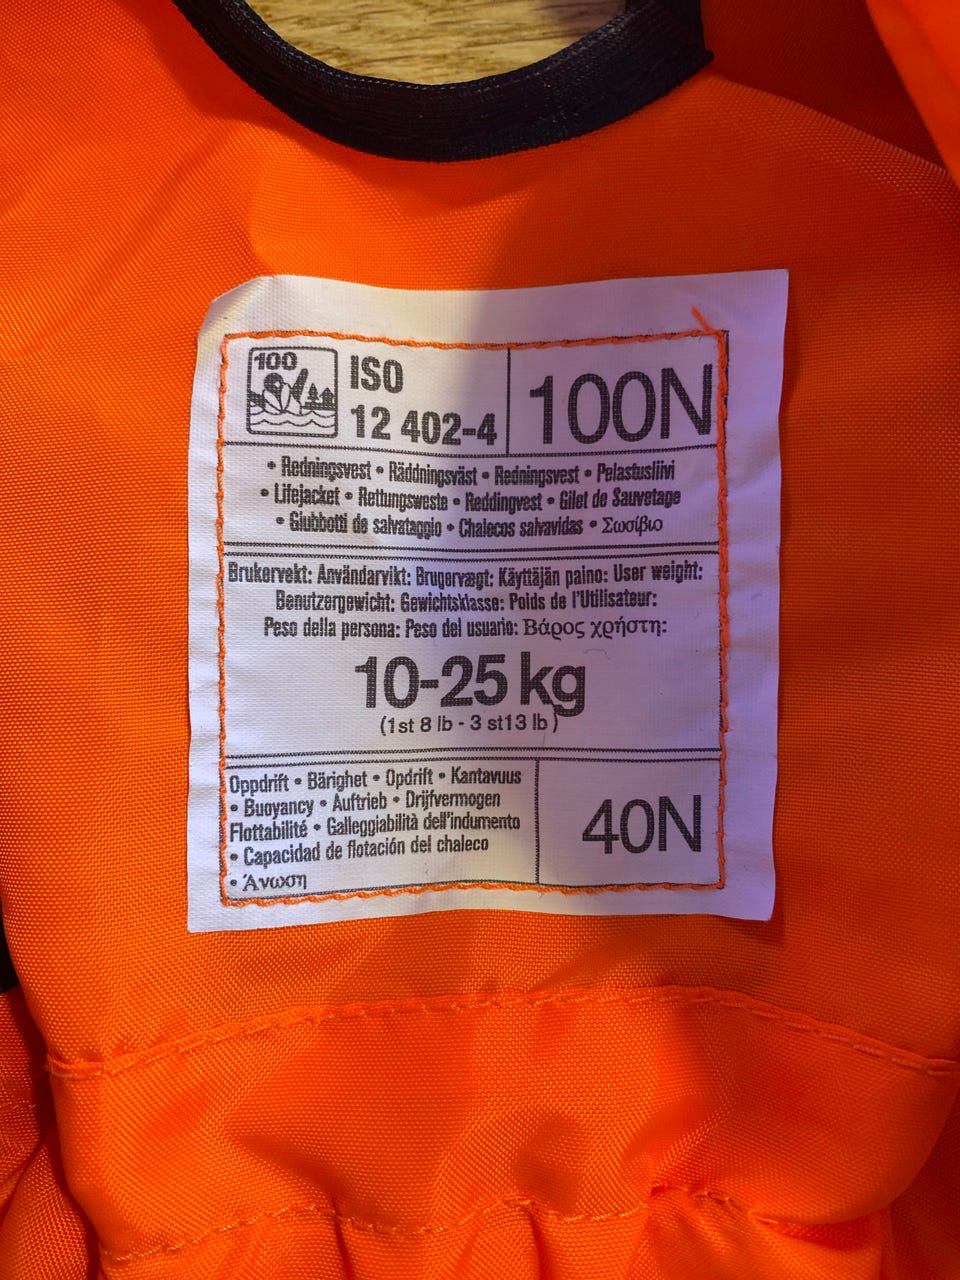 100
ISO
12 402-4
100N
• Redningsvest • Räddningsväst • Redningsvest • Pelastusliivi
• Lifejacket • Rettungsweste • Reddingvest • Gilet de Sauvetage
• Giubbotti de salvataggio • Chalecos salvavidas • Σωσίβιο
Brukervekt: Användarvikt: Brugervægt: Käyttäjän paino: User weight:
Benutzergewicht: Gewichtsklasse: Poids de l'Utilisateur:
Peso della persona: Peso del usuario: Βάρος χρήστη:
10-25 kg
(1st 8 lb - 3 st13 lb)
Oppdrift • Bärighet • Opdrift • Kantavuus
• Buoyancy • Auftrieb • Drijfvermogen
Flottabilité • Galleggiabilità dell'indumento
• Capacidad de flotación del chaleco
• Άνωση
40N